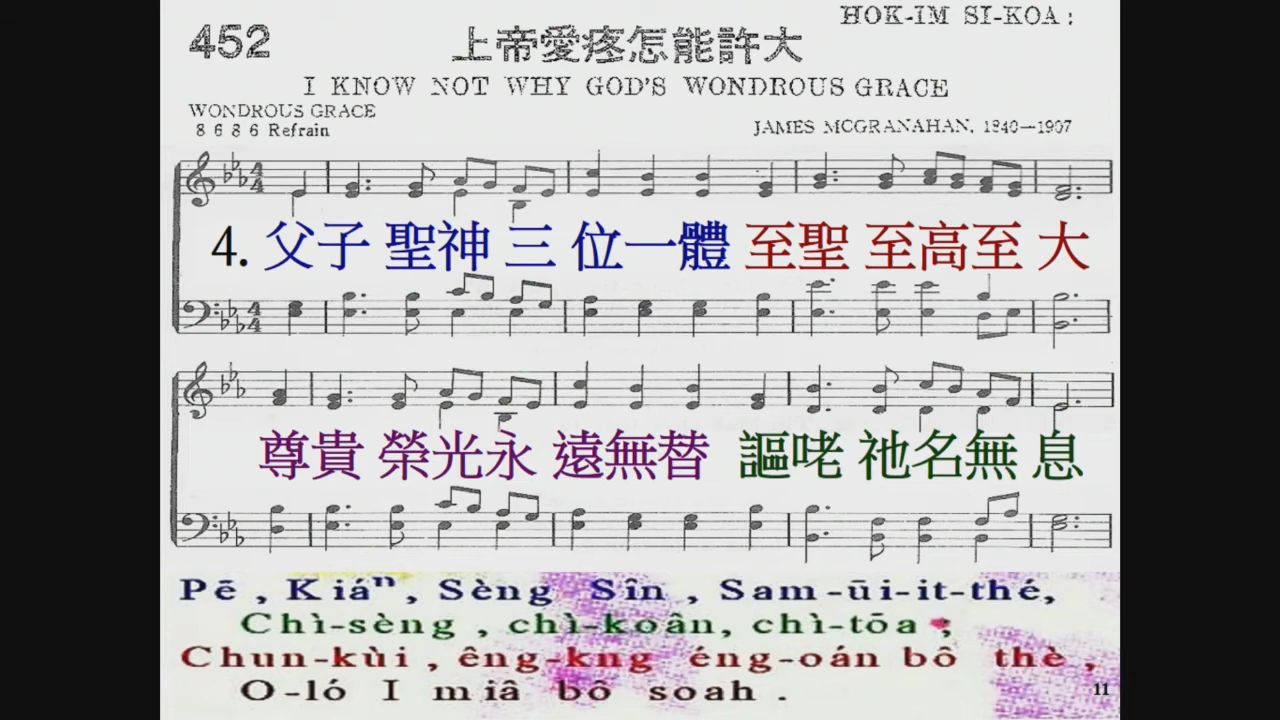 HOK-IM SI-KOA:
452 上帝愛疼怎能許大
I KNOW NOT WHY GOD'S WONDROUS GRACE
WONDROUS GRACE
8 6 8 6 Refrain
JAMES MCGRANAHAN, 1840—1907
4. 父子 聖神 三 位一體 至聖 至高至 大
尊貴 榮光永 遠無替 謳咾 祂名無 息
Pē , Kiáⁿ , Sèng Sîn , Sam-ūi-it-thé,
Chì-sèng , chì-koân, chì-tōa ;
Chun-kùi , êng-kng éng-oán bô thè ,
O-ló I miâ bô soah .
11